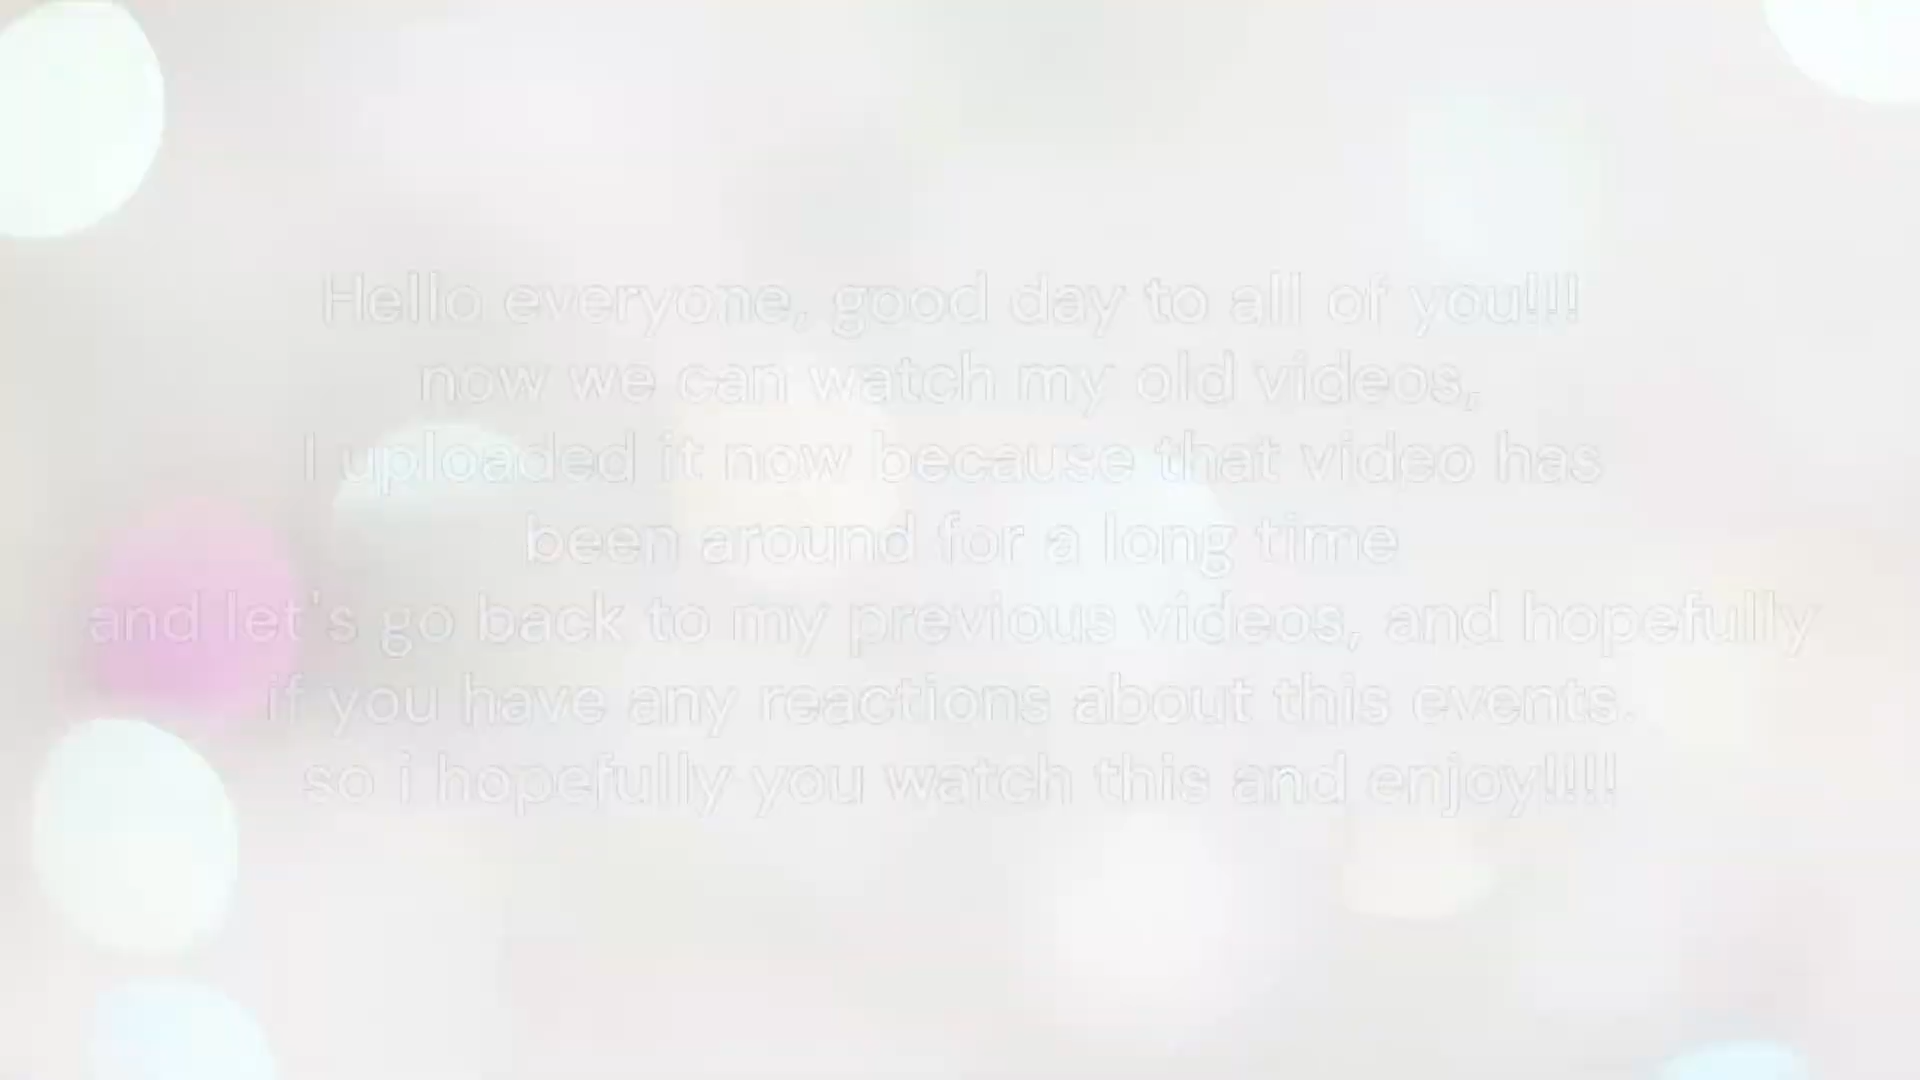 Hello everyone, good day to all of you!!!
now we can watch my old videos,
I uploaded it now because that video has
been around for a long time
and let's go back to my previous videos, and hopefully
if you have any reactions about this events.
so i hopefully you watch this and enjoy!!!!